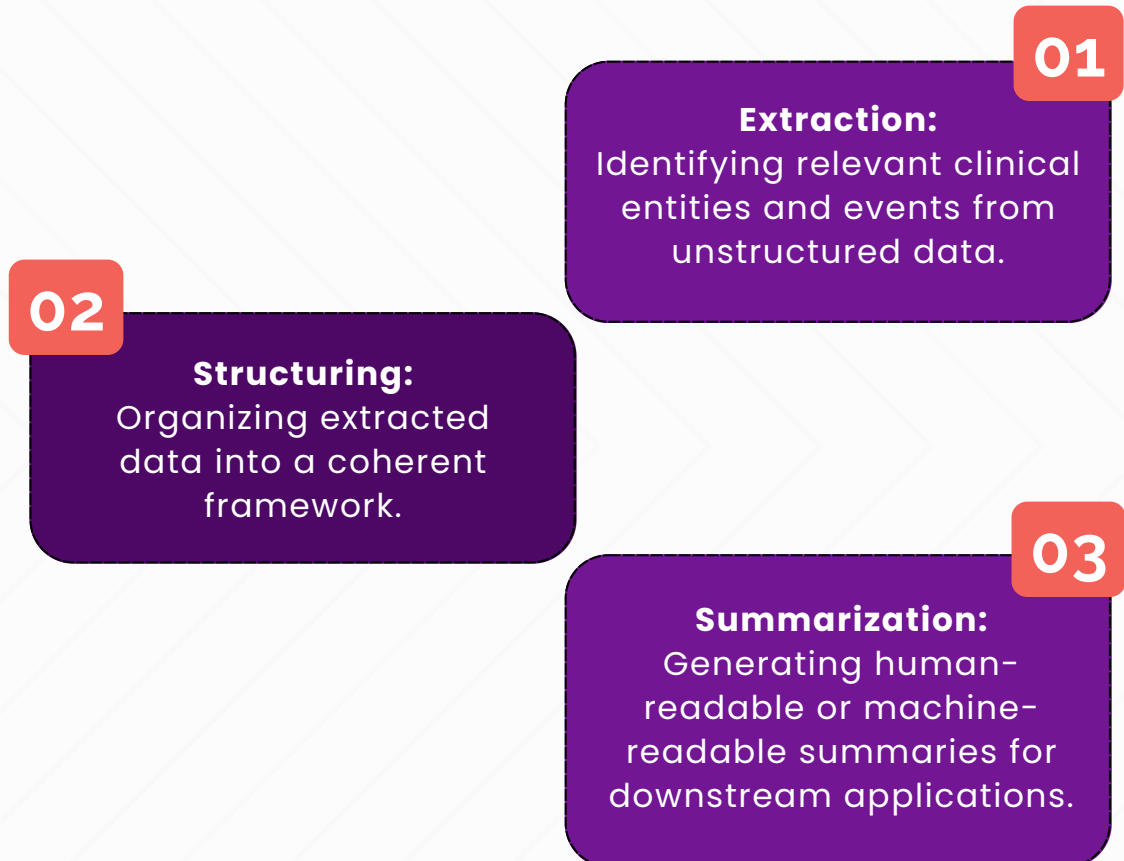 01
Extraction:
Identifying relevant clinical
entities and events from
unstructured data.
02
Structuring:
Organizing extracted
data into a coherent
framework.
03
Summarization:
Generating human-
readable or machine-
readable summaries for
downstream applications.